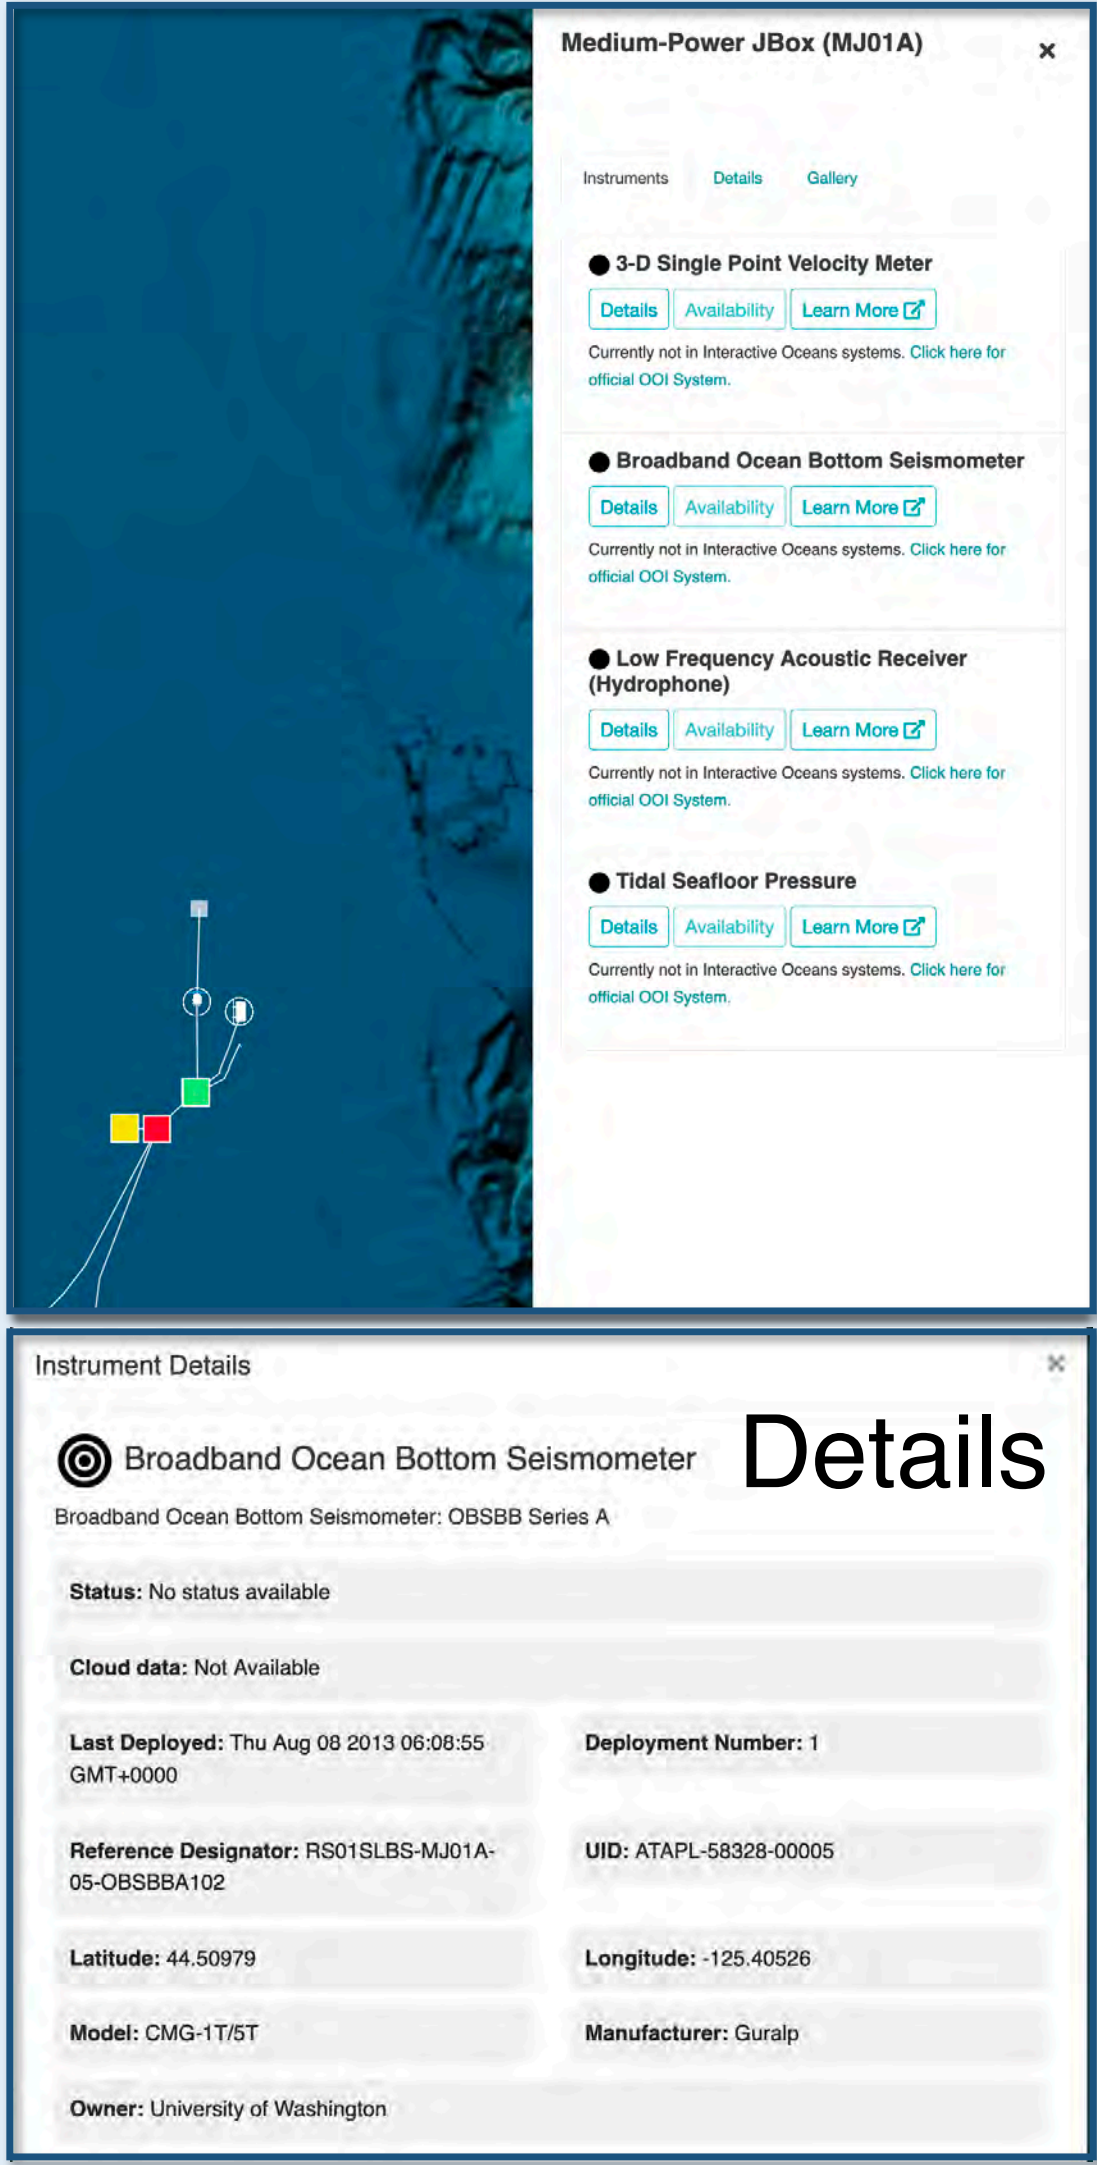 Medium-Power JBox (MJ01A)
Instruments Details Gallery
3-D Single Point Velocity Meter
Details Availability Learn More
Currently not in Interactive Oceans systems. Click here for
official OOI System.
Broadband Ocean Bottom Seismometer
Details Availability Learn More
Currently not in Interactive Oceans systems. Click here for
official OOI System.
Low Frequency Acoustic Receiver
(Hydrophone)
Details Availability Learn More
Currently not in Interactive Oceans systems. Click here for
official OOI System.
Tidal Seafloor Pressure
Details Availability Learn More
Currently not in Interactive Oceans systems. Click here for
official OOI System.
Instrument Details
Details
Broadband Ocean Bottom Seismometer
Broadband Ocean Bottom Seismometer: OBSBB Series A
Status: No status available
Cloud data: Not Available
Last Deployed: Thu Aug 08 2013 06:08:55
GMT+0000
Deployment Number: 1
Reference Designator: RS01SLBS-MJ01A-
05-OBSBBA102
UID: ATAPL-58328-00005
Latitude: 44.50979
Longitude: -125.40526
Model: CMG-1T/5T
Manufacturer: Guralp
Owner: University of Washington